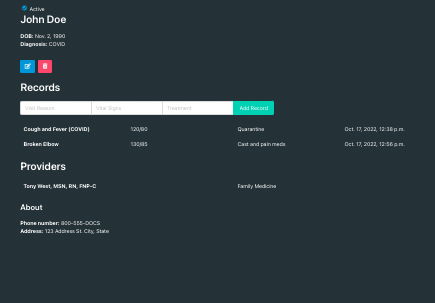 Active
John Doe
DOB: Nov. 2, 1990
Diagnosis: COVID
Records
Visit Reason Vital Signs Treatment Add Record
Cough and Fever (COVID) 120/80 Quarantine Oct. 17, 2022, 12:38 p.m.
Broken Elbow 130/85 Cast and pain meds Oct. 17, 2022, 12:56 p.m.
Providers
Tony West, MSN, RN, FNP-C Family Medicine
About
Phone number: 800-555-DOCS
Address: 123 Address St. City, State